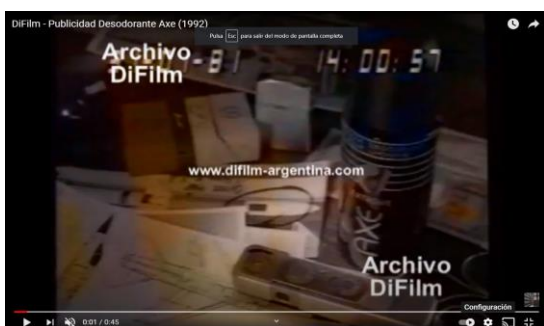 DiFilm - Publicidad Desodorante Axe (1992)
Pulsa Esc para salir del modo de pantalla completa
Archivo
DiFilm
81 14:00:57
www.difilm-argentina.com
AXE
Archivo
DiFilm
Configuración
0:01 / 0:45